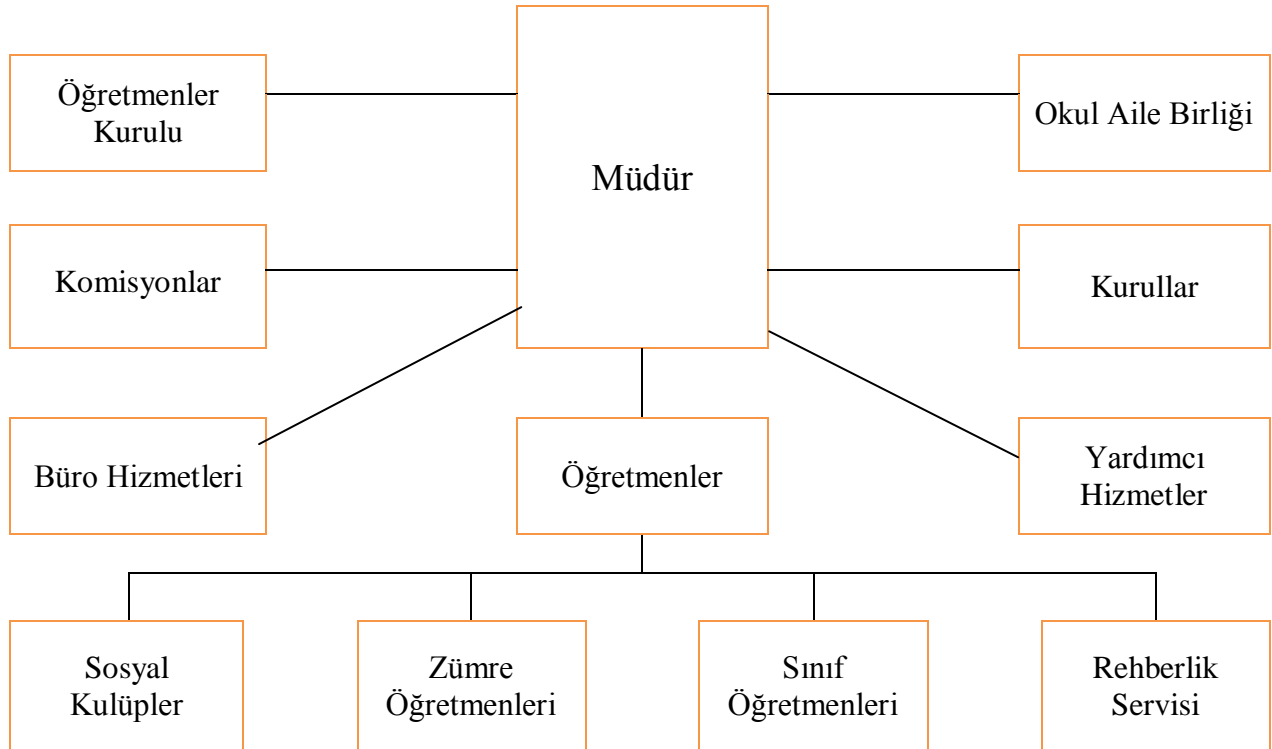 Öğretmenler
Kurulu
Müdür
Okul Aile Birliği
Komisyonlar
Kurullar
Büro Hizmetleri
Öğretmenler
Yardımcı
Hizmetler
Sosyal
Kulüpler
Zümre
Öğretmenleri
Sınıf
Öğretmenleri
Rehberlik
Servisi